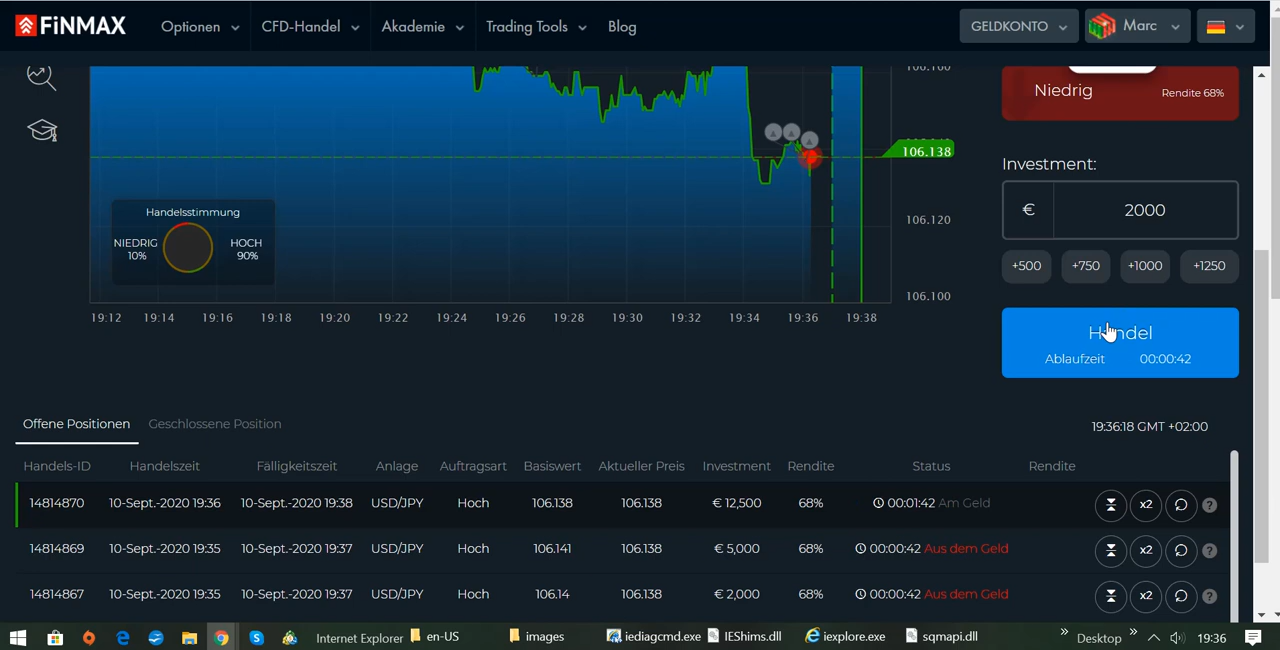 FiNMAX Optionen CFD-Handel Akademie Trading Tools Blog GELDKONTO Marc
106.160
Niedrig Rendite 68%
106.138
Investment:
€ 2000
106.120
Handelsstimmung
NIEDRIG 10% HOCH 90%
+500 +750 +1000 +1250
106.100
19:12 19:14 19:16 19:18 19:20 19:22 19:24 19:26 19:28 19:30 19:32 19:34 19:36 19:38
Handel
Ablaufzeit 00:00:42
Offene Positionen Geschlossene Position 19:36:18 GMT +02:00
Handels-ID Handelszeit Fälligkeitszeit Anlage Auftragsart Basiswert Aktueller Preis Investment Rendite Status Rendite
14814870 10-Sept.-2020 19:36 10-Sept.-2020 19:38 USD/JPY Hoch 106.138 106.138 € 12,500 68% 00:01:42 Am Geld x2 ?
14814869 10-Sept.-2020 19:35 10-Sept.-2020 19:37 USD/JPY Hoch 106.141 106.138 € 5,000 68% 00:00:42 Aus dem Geld x2 ?
14814867 10-Sept.-2020 19:35 10-Sept.-2020 19:37 USD/JPY Hoch 106.14 106.138 € 2,000 68% 00:00:42 Aus dem Geld x2 ?
Internet Explorer en-US images iediagcmd.exe IEShims.dll iexplore.exe sqmapi.dll » Desktop » 19:36